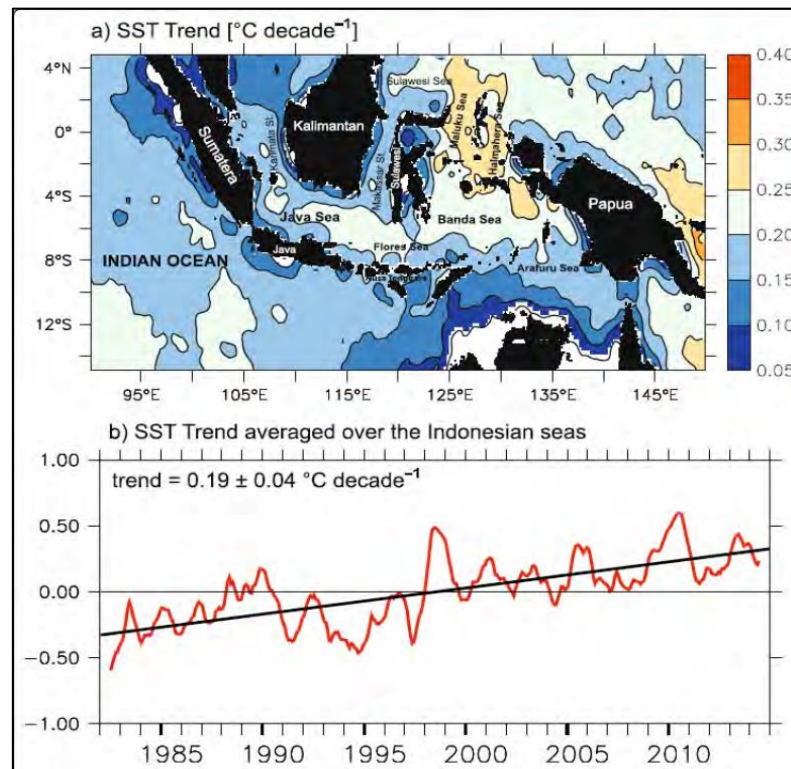 a) SST Trend [°C decade⁻¹]
4°N
0°
4°S
8°S
12°S
95°E
105°E
115°E
125°E
135°E
145°E
Sumatera
Karimata St.
Kalimantan
Makassar St.
Sulawesi
Sulawesi Sea
Maluku Sea
Halmahera Sea
Java Sea
Banda Sea
Papua
INDIAN OCEAN
Java
Flores Sea
Nusa Tenggara
Arafuru Sea
0.40
0.35
0.30
0.25
0.20
0.15
0.10
0.05
b) SST Trend averaged over the Indonesian seas
trend = 0.19 ± 0.04 °C decade⁻¹
1.00
0.50
0.00
−0.50
−1.00
1985
1990
1995
2000
2005
2010